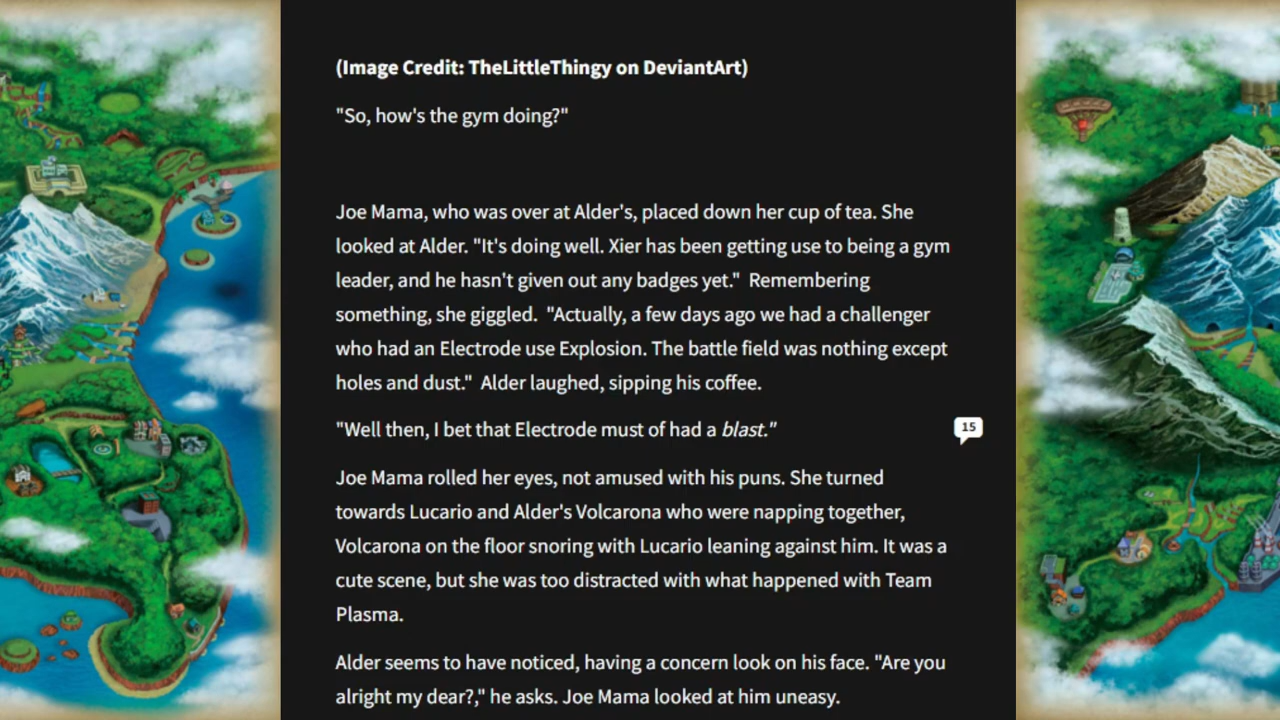 (Image Credit: TheLittleThingy on DeviantArt)
"So, how's the gym doing?"
Joe Mama, who was over at Alder's, placed down her cup of tea. She
looked at Alder. "It's doing well. Xier has been getting use to being a gym
leader, and he hasn't given out any badges yet."  Remembering
something, she giggled.  "Actually, a few days ago we had a challenger
who had an Electrode use Explosion. The battle field was nothing except
holes and dust."  Alder laughed, sipping his coffee.
"Well then, I bet that Electrode must of had a blast."
15
Joe Mama rolled her eyes, not amused with his puns. She turned
towards Lucario and Alder's Volcarona who were napping together,
Volcarona on the floor snoring with Lucario leaning against him. It was a
cute scene, but she was too distracted with what happened with Team
Plasma.
Alder seems to have noticed, having a concern look on his face. "Are you
alright my dear?," he asks. Joe Mama looked at him uneasy.